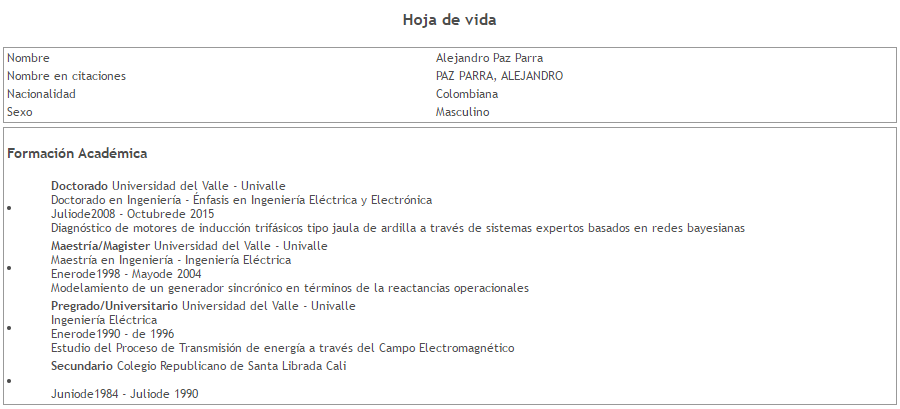 Hoja de vida
Nombre Alejandro Paz Parra
Nombre en citaciones PAZ PARRA, ALEJANDRO
Nacionalidad Colombiana
Sexo Masculino
Formación Académica
Doctorado Universidad del Valle - Univalle
Doctorado en Ingeniería - Énfasis en Ingeniería Eléctrica y Electrónica
Juliode2008 - Octubrede 2015
Diagnóstico de motores de inducción trifásicos tipo jaula de ardilla a través de sistemas expertos basados en redes bayesianas
Maestría/Magister Universidad del Valle - Univalle
Maestría en Ingeniería - Ingeniería Eléctrica
Enerode1998 - Mayode 2004
Modelamiento de un generador sincrónico en términos de la reactancias operacionales
Pregrado/Universitario Universidad del Valle - Univalle
Ingeniería Eléctrica
Enerode1990 - de 1996
Estudio del Proceso de Transmisión de energía a través del Campo Electromagnético
Secundario Colegio Republicano de Santa Librada Cali
Juniode1984 - Juliode 1990